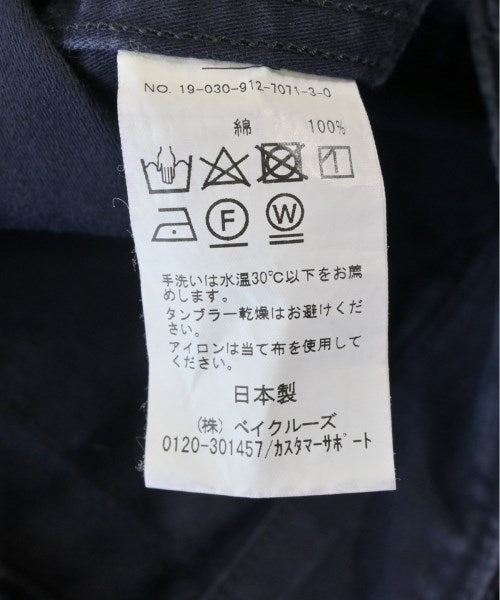 NO. 19-030-912-7071-3-0
綿 100%
F W
手洗いは水温30℃以下をお薦
めします。
タンブラー乾燥はお避けくだ
さい。
アイロンは当て布を使用して
ください。
日本製
(株) ベイクルーズ
0120-301457/カスタマーサポート